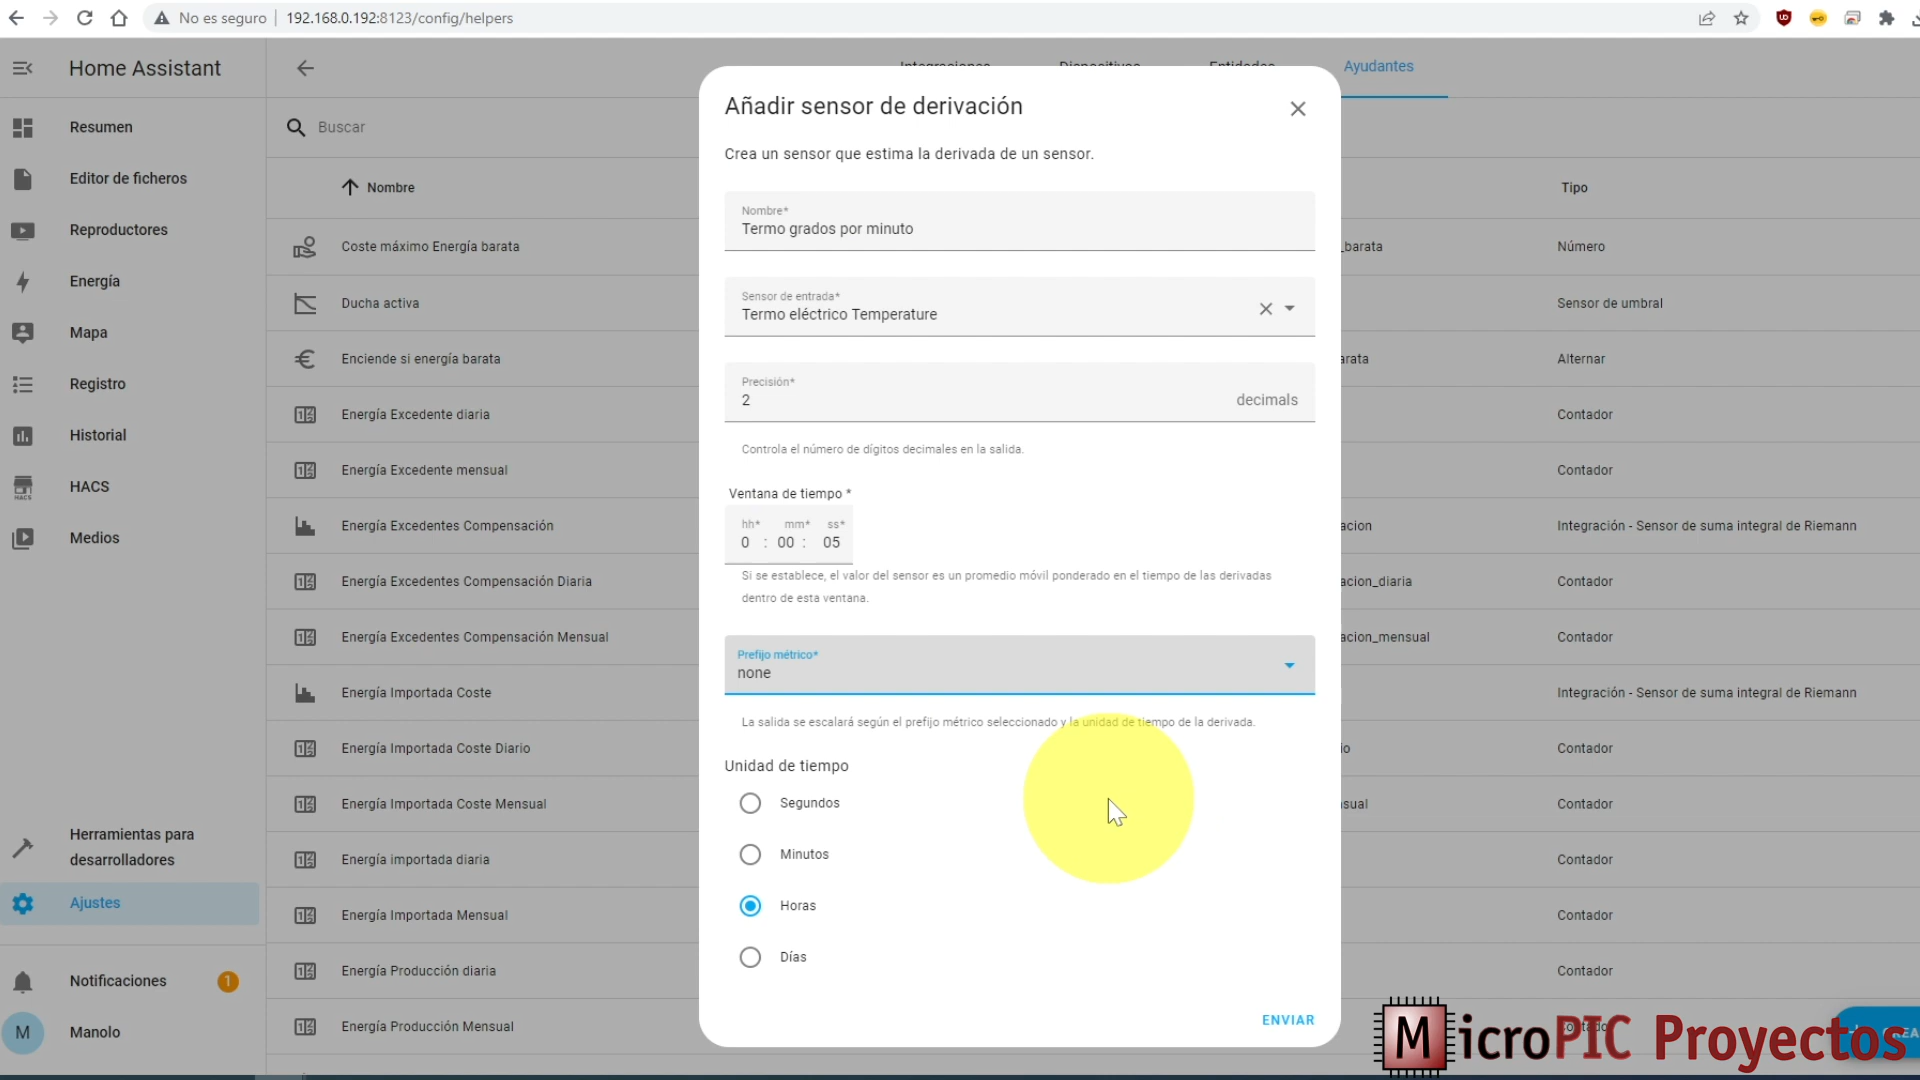 No es seguro
192.168.0.192:8123/config/helpers
Home Assistant
Resumen
Editor de ficheros
Reproductores
Energía
Mapa
Registro
Historial
HACS
Medios
Herramientas para
desarrolladores
Ajustes
Notificaciones
1
M
Manolo
Integraciones
Dispositivos
Entidades
Ayudantes
Buscar
Nombre
Tipo
Coste máximo Energía barata
_barata
Número
Ducha activa
Sensor de umbral
Enciende si energía barata
arata
Alternar
Energía Excedente diaria
Contador
Energía Excedente mensual
Contador
Energía Excedentes Compensación
acion
Integración - Sensor de suma integral de Riemann
Energía Excedentes Compensación Diaria
acion_diaria
Contador
Energía Excedentes Compensación Mensual
acion_mensual
Contador
Energía Importada Coste
Integración - Sensor de suma integral de Riemann
Energía Importada Coste Diario
io
Contador
Energía Importada Coste Mensual
sual
Contador
Energía importada diaria
Contador
Energía Importada Mensual
Contador
Energía Producción diaria
Contador
Energía Producción Mensual
Añadir sensor de derivación
Crea un sensor que estima la derivada de un sensor.
Nombre*
Termo grados por minuto
Sensor de entrada*
Termo eléctrico Temperature
Precisión*
2
decimals
Controla el número de dígitos decimales en la salida.
Ventana de tiempo *
hh* mm* ss*
0 : 00 : 05
Si se establece, el valor del sensor es un promedio móvil ponderado en el tiempo de las derivadas
dentro de esta ventana.
Prefijo métrico*
none
La salida se escalará según el prefijo métrico seleccionado y la unidad de tiempo de la derivada.
Unidad de tiempo
Segundos
Minutos
Horas
Días
ENVIAR
MicroPIC Proyectos